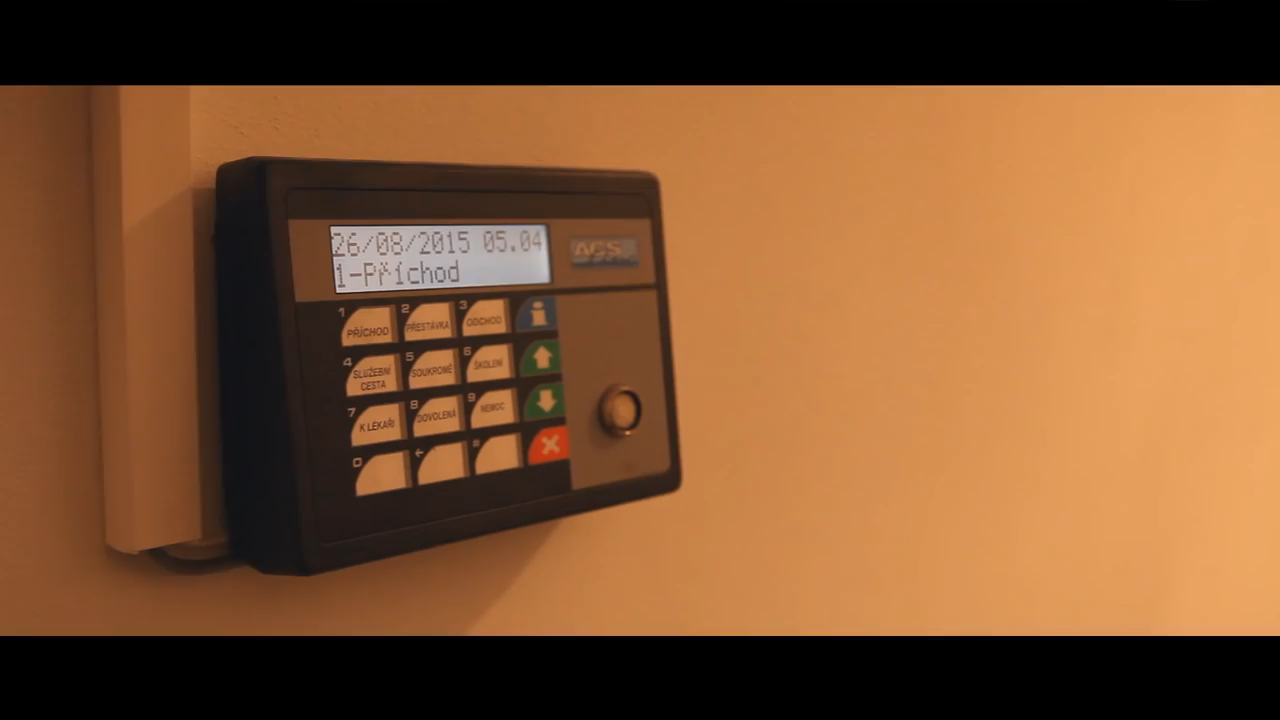 26/08/2015 05.04
1-Příchod
ACS
1 PŘÍCHOD
2 PŘESTÁVKA
3 ODCHOD
i
4 SLUŽEBNÍ
CESTA
5 SOUKROMĚ
6 ŠKOLENÍ
7 K LÉKAŘI
8 DOVOLENÁ
9 NEMOC
0